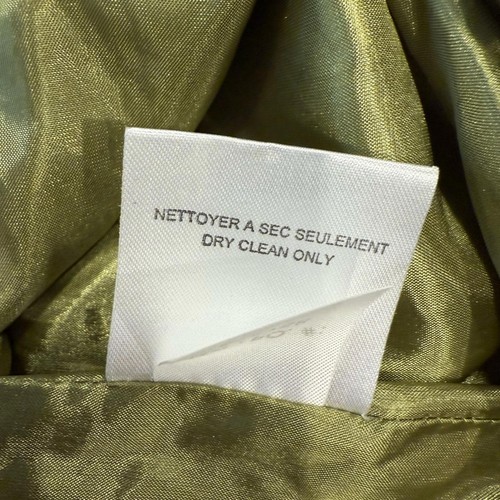 NETTOYER A SEC SEULEMENT
DRY CLEAN ONLY